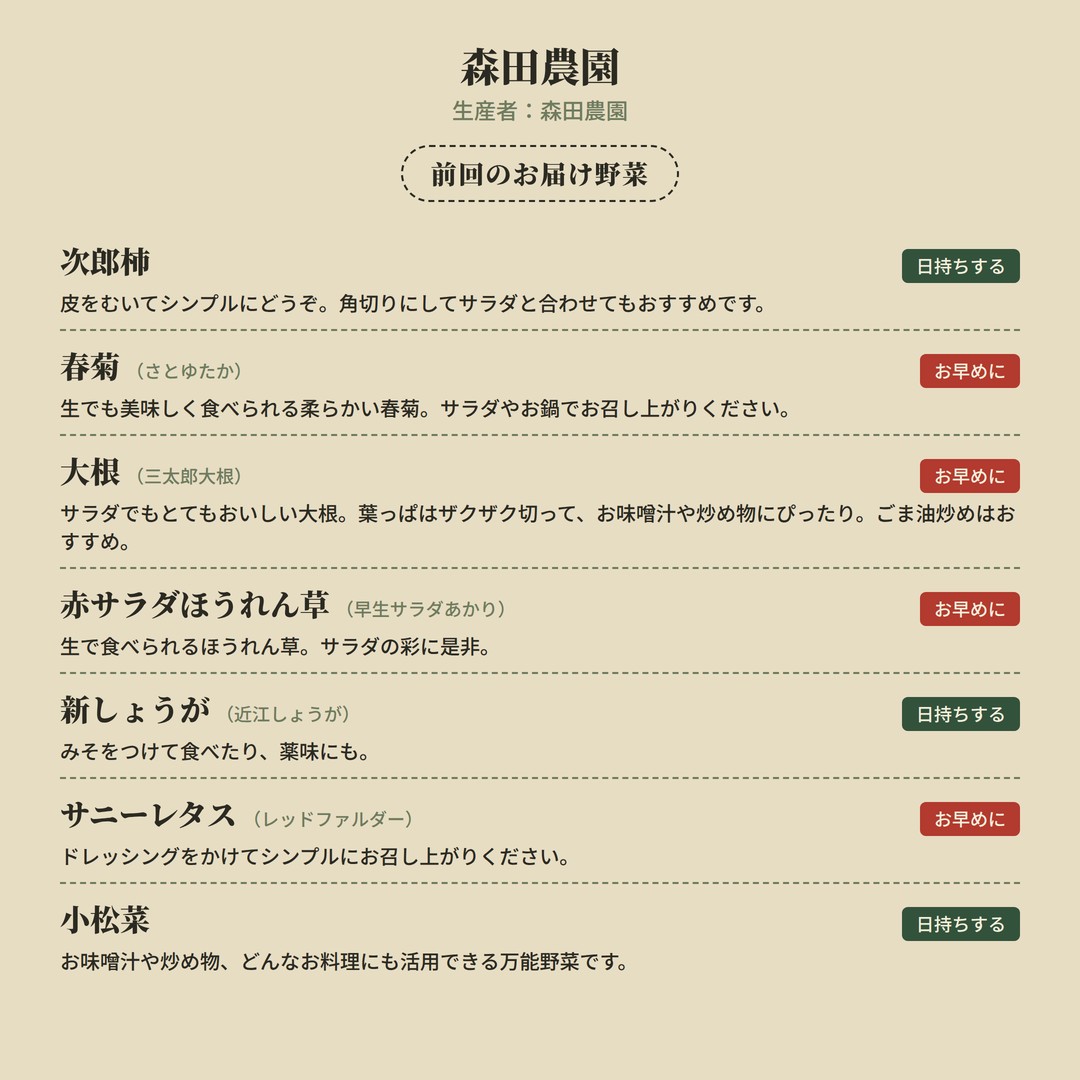 森田農園
生産者：森田農園
前回のお届け野菜
次郎柿
日持ちする
皮をむいてシンプルにどうぞ。角切りにしてサラダと合わせてもおすすめです。
春菊（さとゆたか）
お早めに
生でも美味しく食べられる柔らかい春菊。サラダやお鍋でお召し上がりください。
大根（三太郎大根）
お早めに
サラダでもとてもおいしい大根。葉っぱはザクザク切って、お味噌汁や炒め物にぴったり。ごま油炒めはお
すすめ。
赤サラダほうれん草（早生サラダあかり）
お早めに
生で食べられるほうれん草。サラダの彩に是非。
新しょうが（近江しょうが）
日持ちする
みそをつけて食べたり、薬味にも。
サニーレタス（レッドファルダー）
お早めに
ドレッシングをかけてシンプルにお召し上がりください。
小松菜
日持ちする
お味噌汁や炒め物、どんなお料理にも活用できる万能野菜です。